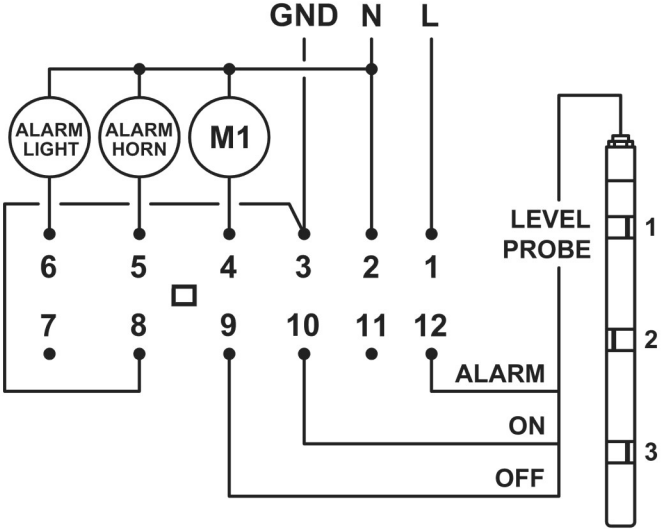 GND N L
ALARM LIGHT
ALARM HORN
M1
LEVEL
PROBE
1
6 5 4 3 2 1
7 8 9 10 11 12
2
ALARM
ON
3
OFF